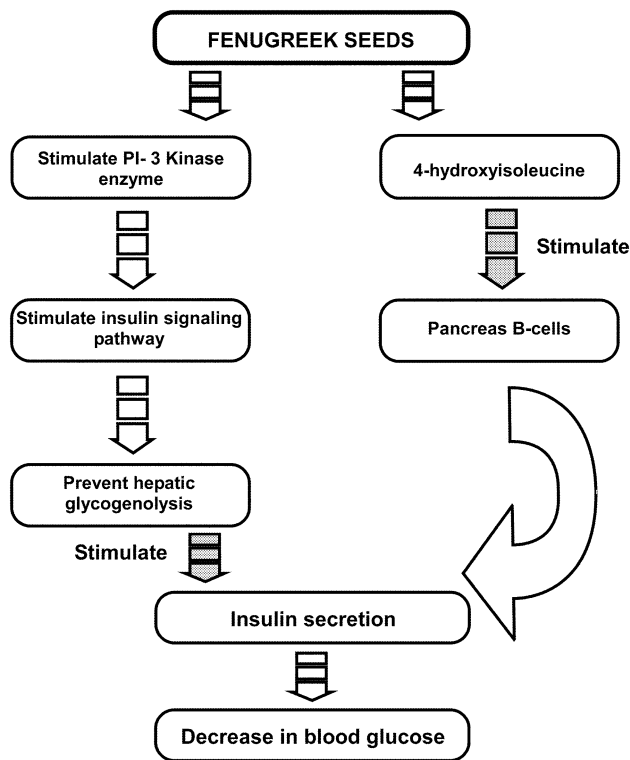 FENUGREEK SEEDS
Stimulate PI- 3 Kinase
enzyme
4-hydroxyisoleucine
Stimulate
Stimulate insulin signaling
pathway
Pancreas B-cells
Prevent hepatic
glycogenolysis
Stimulate
Insulin secretion
Decrease in blood glucose